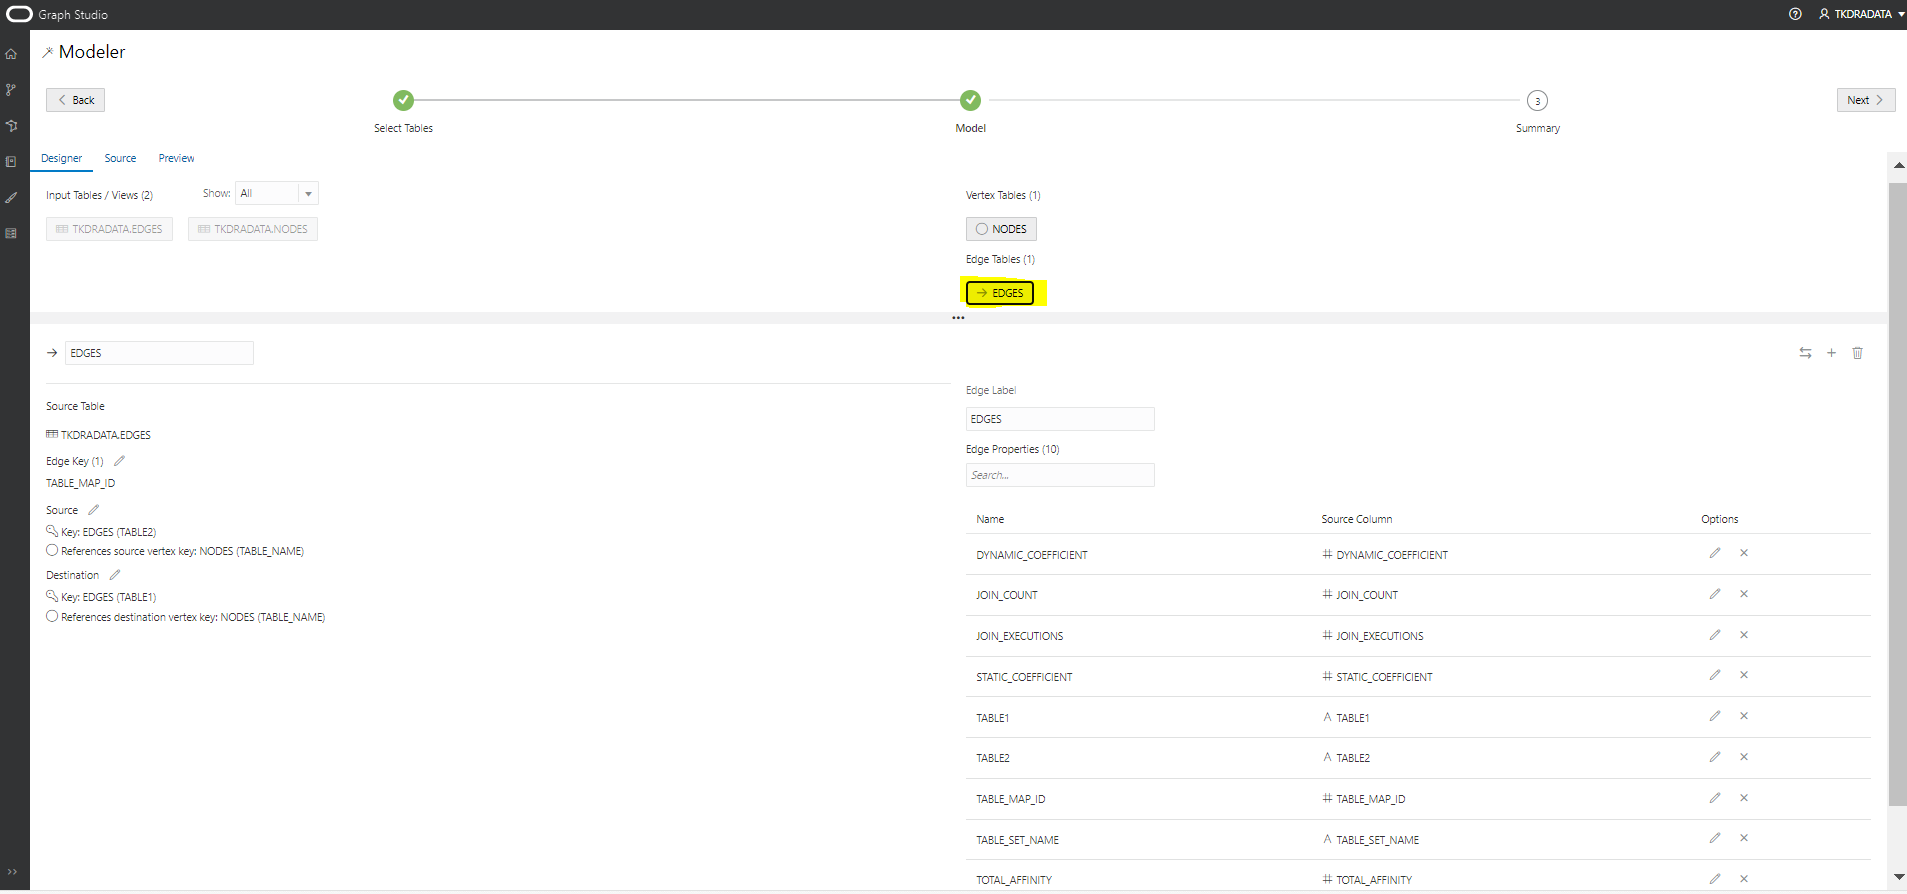 Graph Studio
TKDRADATA
Modeler
Back
Next
3
Select Tables
Model
Summary
Designer Source Preview
Input Tables / Views (2) Show: All
TKDRADATA.EDGES TKDRADATA.NODES
Vertex Tables (1)
NODES
Edge Tables (1)
EDGES
EDGES
Source Table
TKDRADATA.EDGES
Edge Key (1)
TABLE_MAP_ID
Source
Key: EDGES (TABLE2)
References source vertex key: NODES (TABLE_NAME)
Destination
Key: EDGES (TABLE1)
References destination vertex key: NODES (TABLE_NAME)
Edge Label
EDGES
Edge Properties (10)
Search...
Name Source Column Options
DYNAMIC_COEFFICIENT # DYNAMIC_COEFFICIENT
JOIN_COUNT # JOIN_COUNT
JOIN_EXECUTIONS # JOIN_EXECUTIONS
STATIC_COEFFICIENT # STATIC_COEFFICIENT
TABLE1 A TABLE1
TABLE2 A TABLE2
TABLE_MAP_ID # TABLE_MAP_ID
TABLE_SET_NAME A TABLE_SET_NAME
TOTAL_AFFINITY # TOTAL_AFFINITY